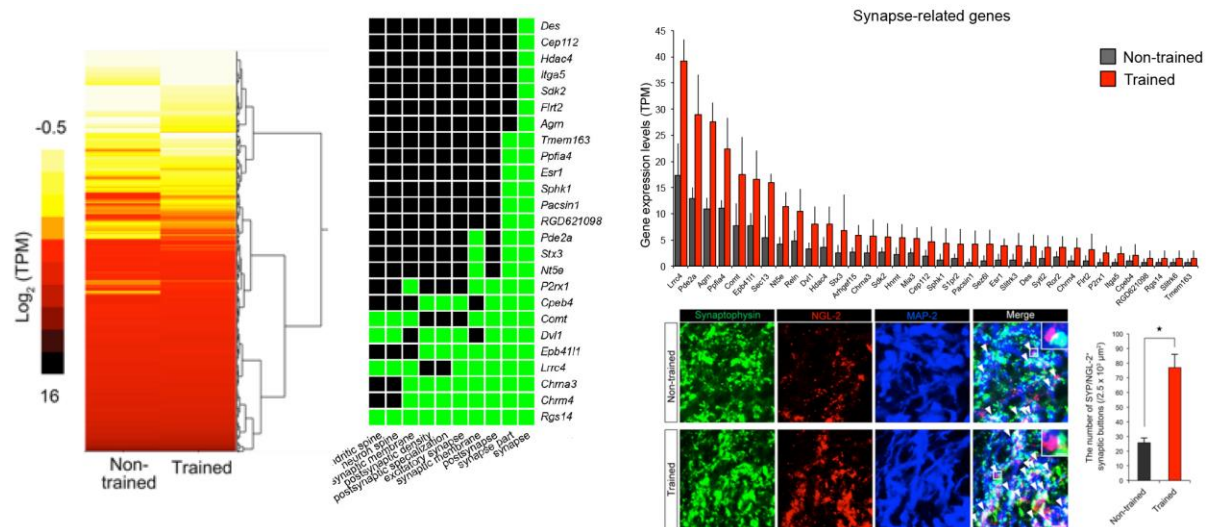 -0.5
Log2 (TPM)
16
Non-
trained
Trained
Des
Cep112
Hdac4
itga5
Sdk2
Flrt2
Agrn
Tmem163
Ppfia4
Esr1
Sphk1
Pacsin1
RGD621098
Pde2a
Stx3
Nt5e
P2rx1
Cpeb4
Comt
Dvl1
Epb41l1
Lrrc4
Chrna3
Chrm4
Rgs14
idritic spine
neuron spine
synaptic membrane
postsynaptic density
postsynaptic specialization
excitatory synapse
synaptic membrane
postsynapse
synapse part
synapse
Synapse-related genes
Non-trained
Trained
Gene expression levels (TPM)
45
40
35
30
25
20
15
10
5
0
Lrrc4
Pde2a
Agrn
Ppfia4
Comt
Epb41l1
Sec13
Nt5e
Reln
Dvl1
Hdac4
Stx3
Arhgef15
Chrna3
Sdk2
Hnmt
Cep112
Sphk1
S1pr2
Pacsin1
Sez6l
Esr1
Slitrk3
Des
Sytl2
Ror2
Chrm4
Flrt2
P2rx1
Itga5
Cpeb4
RGD621098
Rgs14
Slitrk6
Tmem163
Synaptophysin
NGL-2
MAP-2
Merge
Non-trained
Trained
The number of SYP/NGL-2+
synaptic buttons (/2.5 x 10³ μm²)
100
90
80
70
60
50
40
30
20
10
0
★
Non-trained
Trained